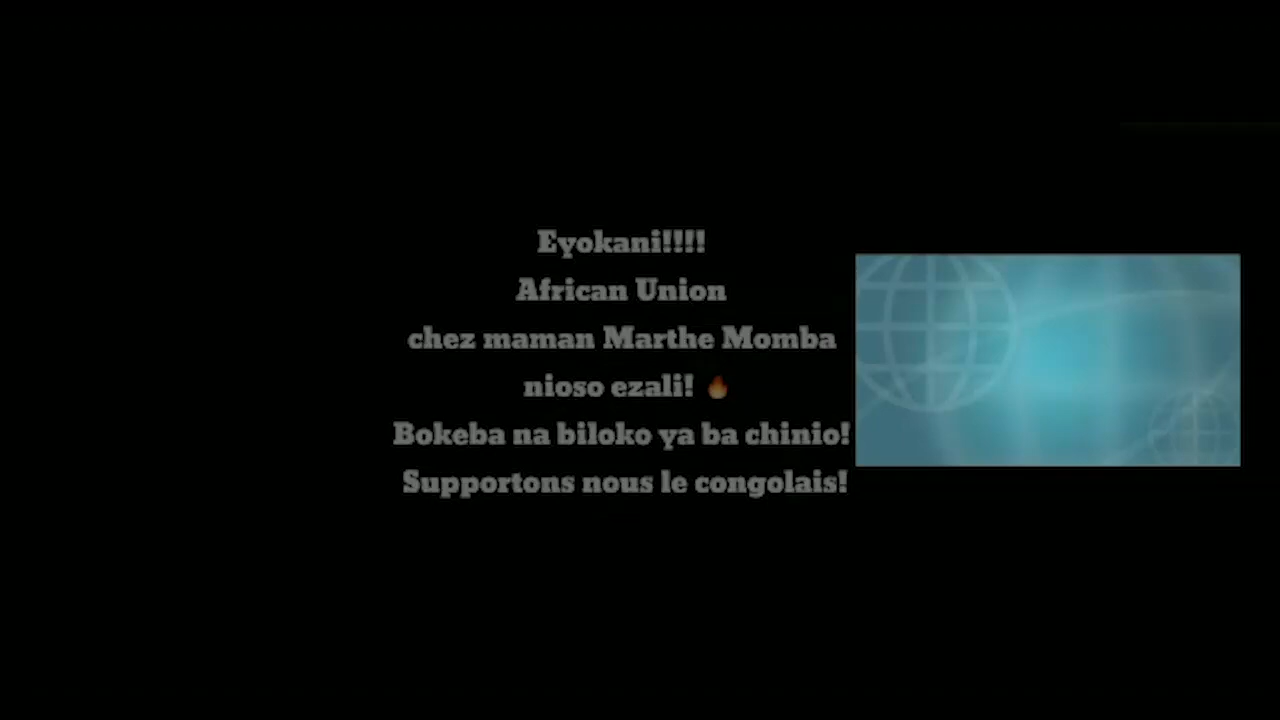 Eyokani!!!!
African Union
chez maman Marthe Momba
nioso ezali! 🔥
Bokeba na biloko ya ba chinio!
Supportons nous le congolais!